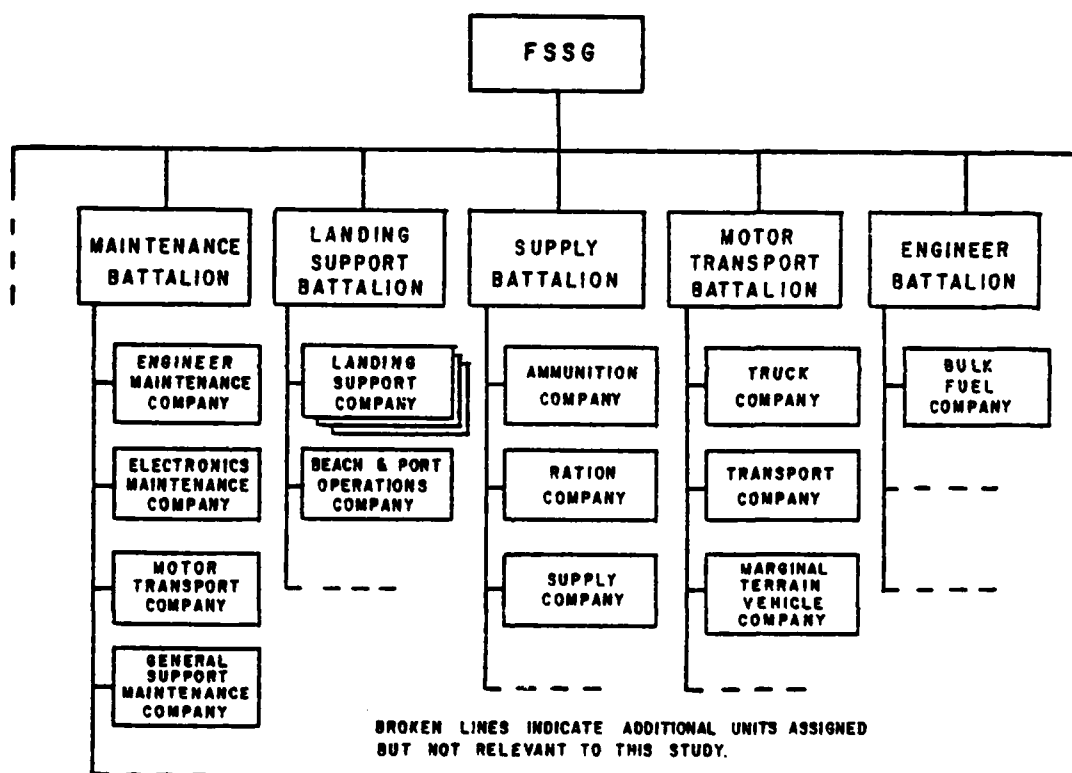 FSSG
MAINTENANCE
BATTALION
LANDING
SUPPORT
BATTALION
SUPPLY
BATTALION
MOTOR
TRANSPORT
BATTALION
ENGINEER
BATTALION
ENGINEER
MAINTENANCE
COMPANY
ELECTRONICS
MAINTENANCE
COMPANY
MOTOR
TRANSPORT
COMPANY
GENERAL
SUPPORT
MAINTENANCE
COMPANY
LANDING
SUPPORT
COMPANY
BEACH & PORT
OPERATIONS
COMPANY
AMMUNITION
COMPANY
RATION
COMPANY
SUPPLY
COMPANY
TRUCK
COMPANY
TRANSPORT
COMPANY
MARGINAL
TERRAIN
VEHICLE
COMPANY
BULK
FUEL
COMPANY
BROKEN LINES INDICATE ADDITIONAL UNITS ASSIGNED
BUT NOT RELEVANT TO THIS STUDY.